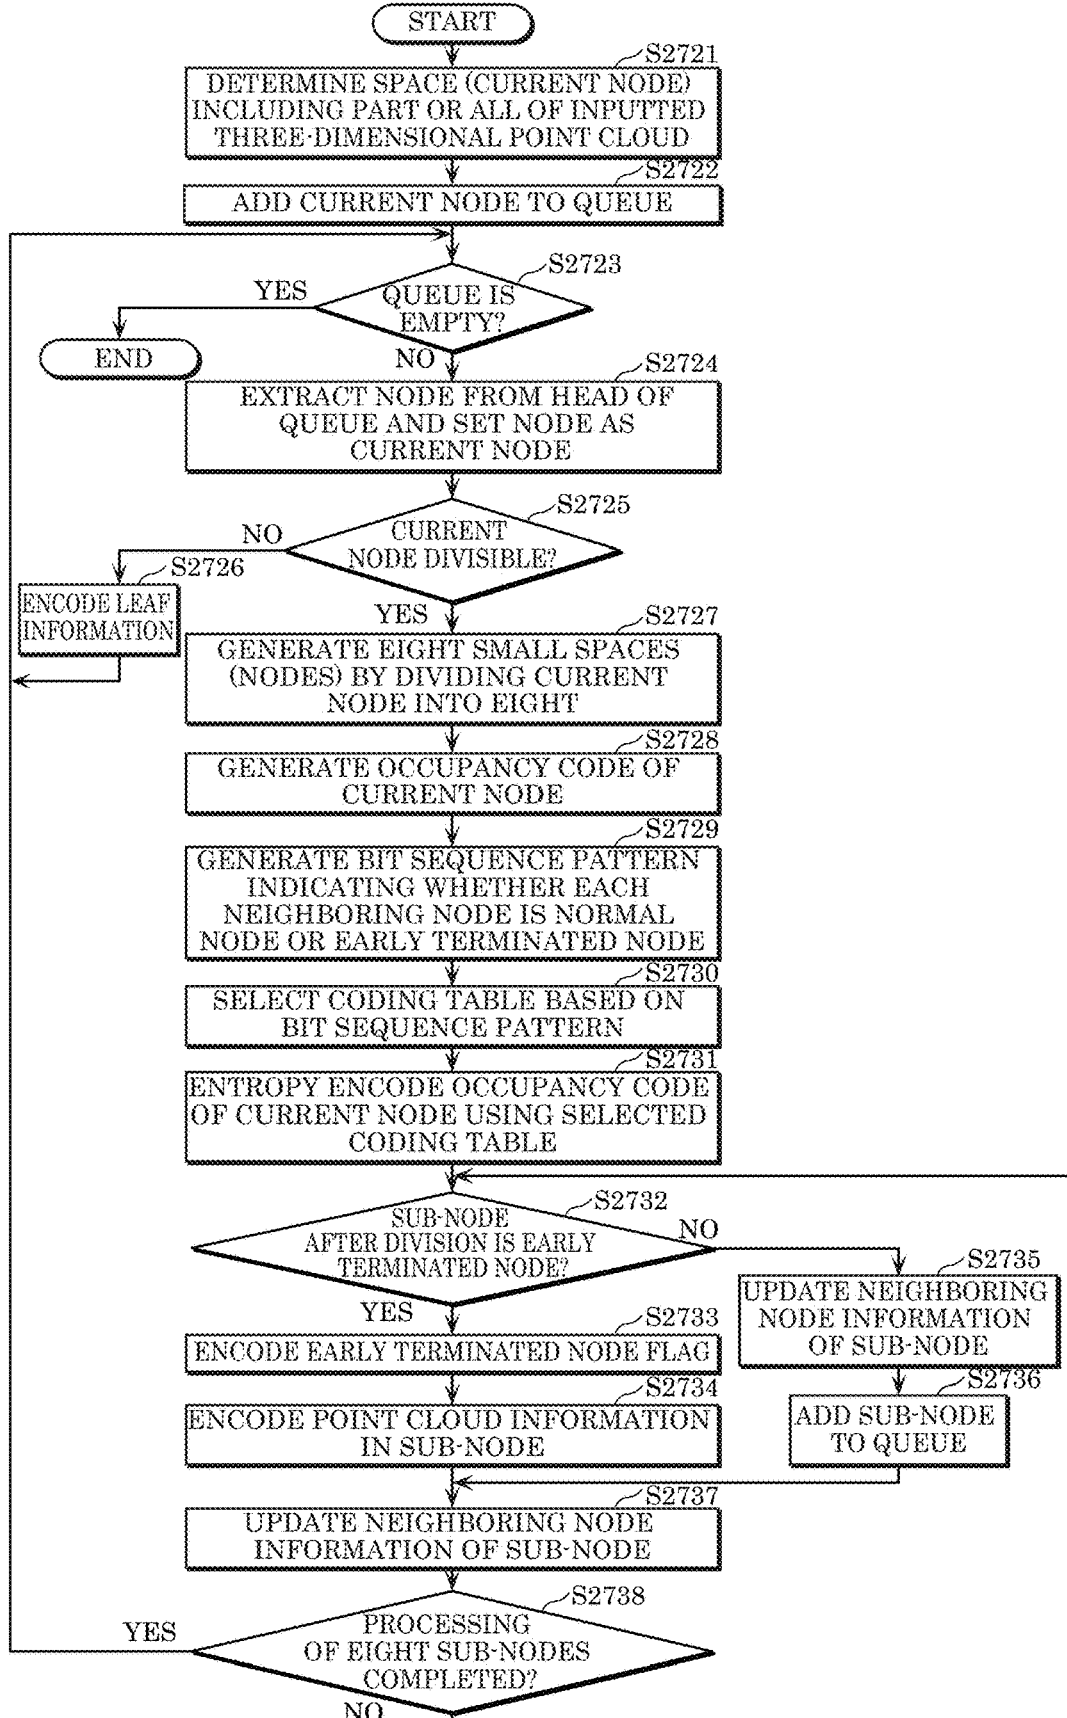 START
S2721
DETERMINE SPACE (CURRENT NODE)
INCLUDING PART OR ALL OF INPUTTED
THREE-DIMENSIONAL POINT CLOUD
S2722
ADD CURRENT NODE TO QUEUE
S2723
YES
QUEUE IS
EMPTY?
END
NO
S2724
EXTRACT NODE FROM HEAD OF
QUEUE AND SET NODE AS
CURRENT NODE
S2725
NO
CURRENT
NODE DIVISIBLE?
S2726
ENCODE LEAF
INFORMATION
YES
S2727
GENERATE EIGHT SMALL SPACES
(NODES) BY DIVIDING CURRENT
NODE INTO EIGHT
S2728
GENERATE OCCUPANCY CODE OF
CURRENT NODE
S2729
GENERATE BIT SEQUENCE PATTERN
INDICATING WHETHER EACH
NEIGHBORING NODE IS NORMAL
NODE OR EARLY TERMINATED NODE
S2730
SELECT CODING TABLE BASED ON
BIT SEQUENCE PATTERN
S2731
ENTROPY ENCODE OCCUPANCY CODE
OF CURRENT NODE USING SELECTED
CODING TABLE
S2732
SUB-NODE
AFTER DIVISION IS EARLY
TERMINATED NODE?
NO
S2735
UPDATE NEIGHBORING
NODE INFORMATION
OF SUB-NODE
YES
S2733
ENCODE EARLY TERMINATED NODE FLAG
S2734
ENCODE POINT CLOUD INFORMATION
IN SUB-NODE
S2736
ADD SUB-NODE
TO QUEUE
S2737
UPDATE NEIGHBORING NODE
INFORMATION OF SUB-NODE
S2738
YES
PROCESSING
OF EIGHT SUB-NODES
COMPLETED?
NO